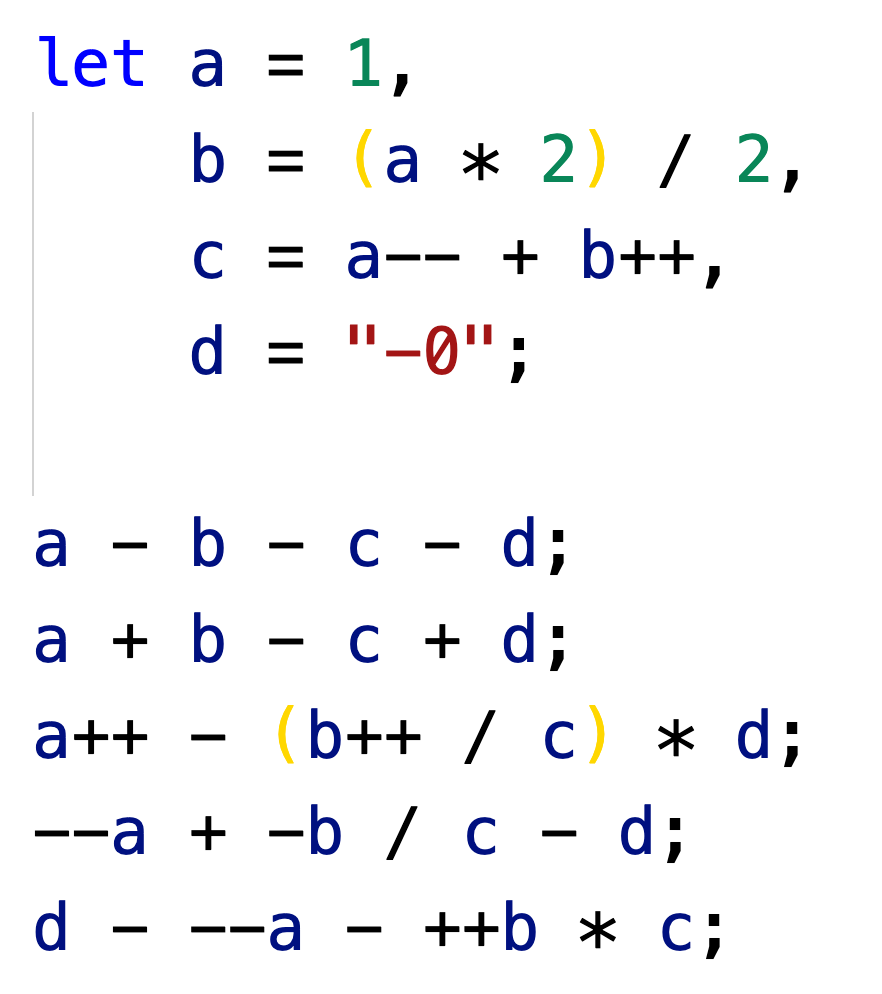 let a = 1,
    b = (a * 2) / 2,
    c = a-- + b++,
    d = "-0";

a - b - c - d;
a + b - c + d;
a++ - (b++ / c) * d;
--a + -b / c - d;
d - --a - ++b * c;